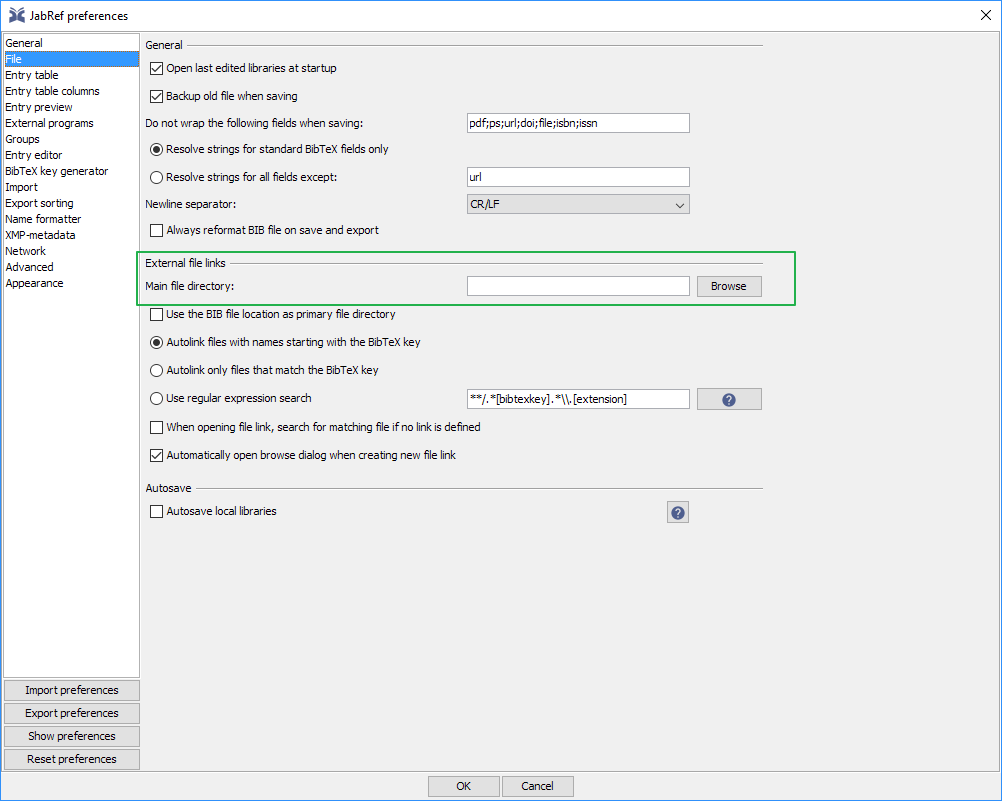 JabRef preferences
General
File
Entry table
Entry table columns
Entry preview
External programs
Groups
Entry editor
BibTeX key generator
Import
Export sorting
Name formatter
XMP-metadata
Network
Advanced
Appearance
Import preferences
Export preferences
Show preferences
Reset preferences
General
Open last edited libraries at startup
Backup old file when saving
Do not wrap the following fields when saving: pdf;ps;url;doi;file;isbn;issn
Resolve strings for standard BibTeX fields only
Resolve strings for all fields except: url
Newline separator: CR/LF
Always reformat BIB file on save and export
External file links
Main file directory: Browse
Use the BIB file location as primary file directory
Autolink files with names starting with the BibTeX key
Autolink only files that match the BibTeX key
Use regular expression search **/.*[bibtexkey].*\\.[extension] ?
When opening file link, search for matching file if no link is defined
Automatically open browse dialog when creating new file link
Autosave
Autosave local libraries ?
OK Cancel